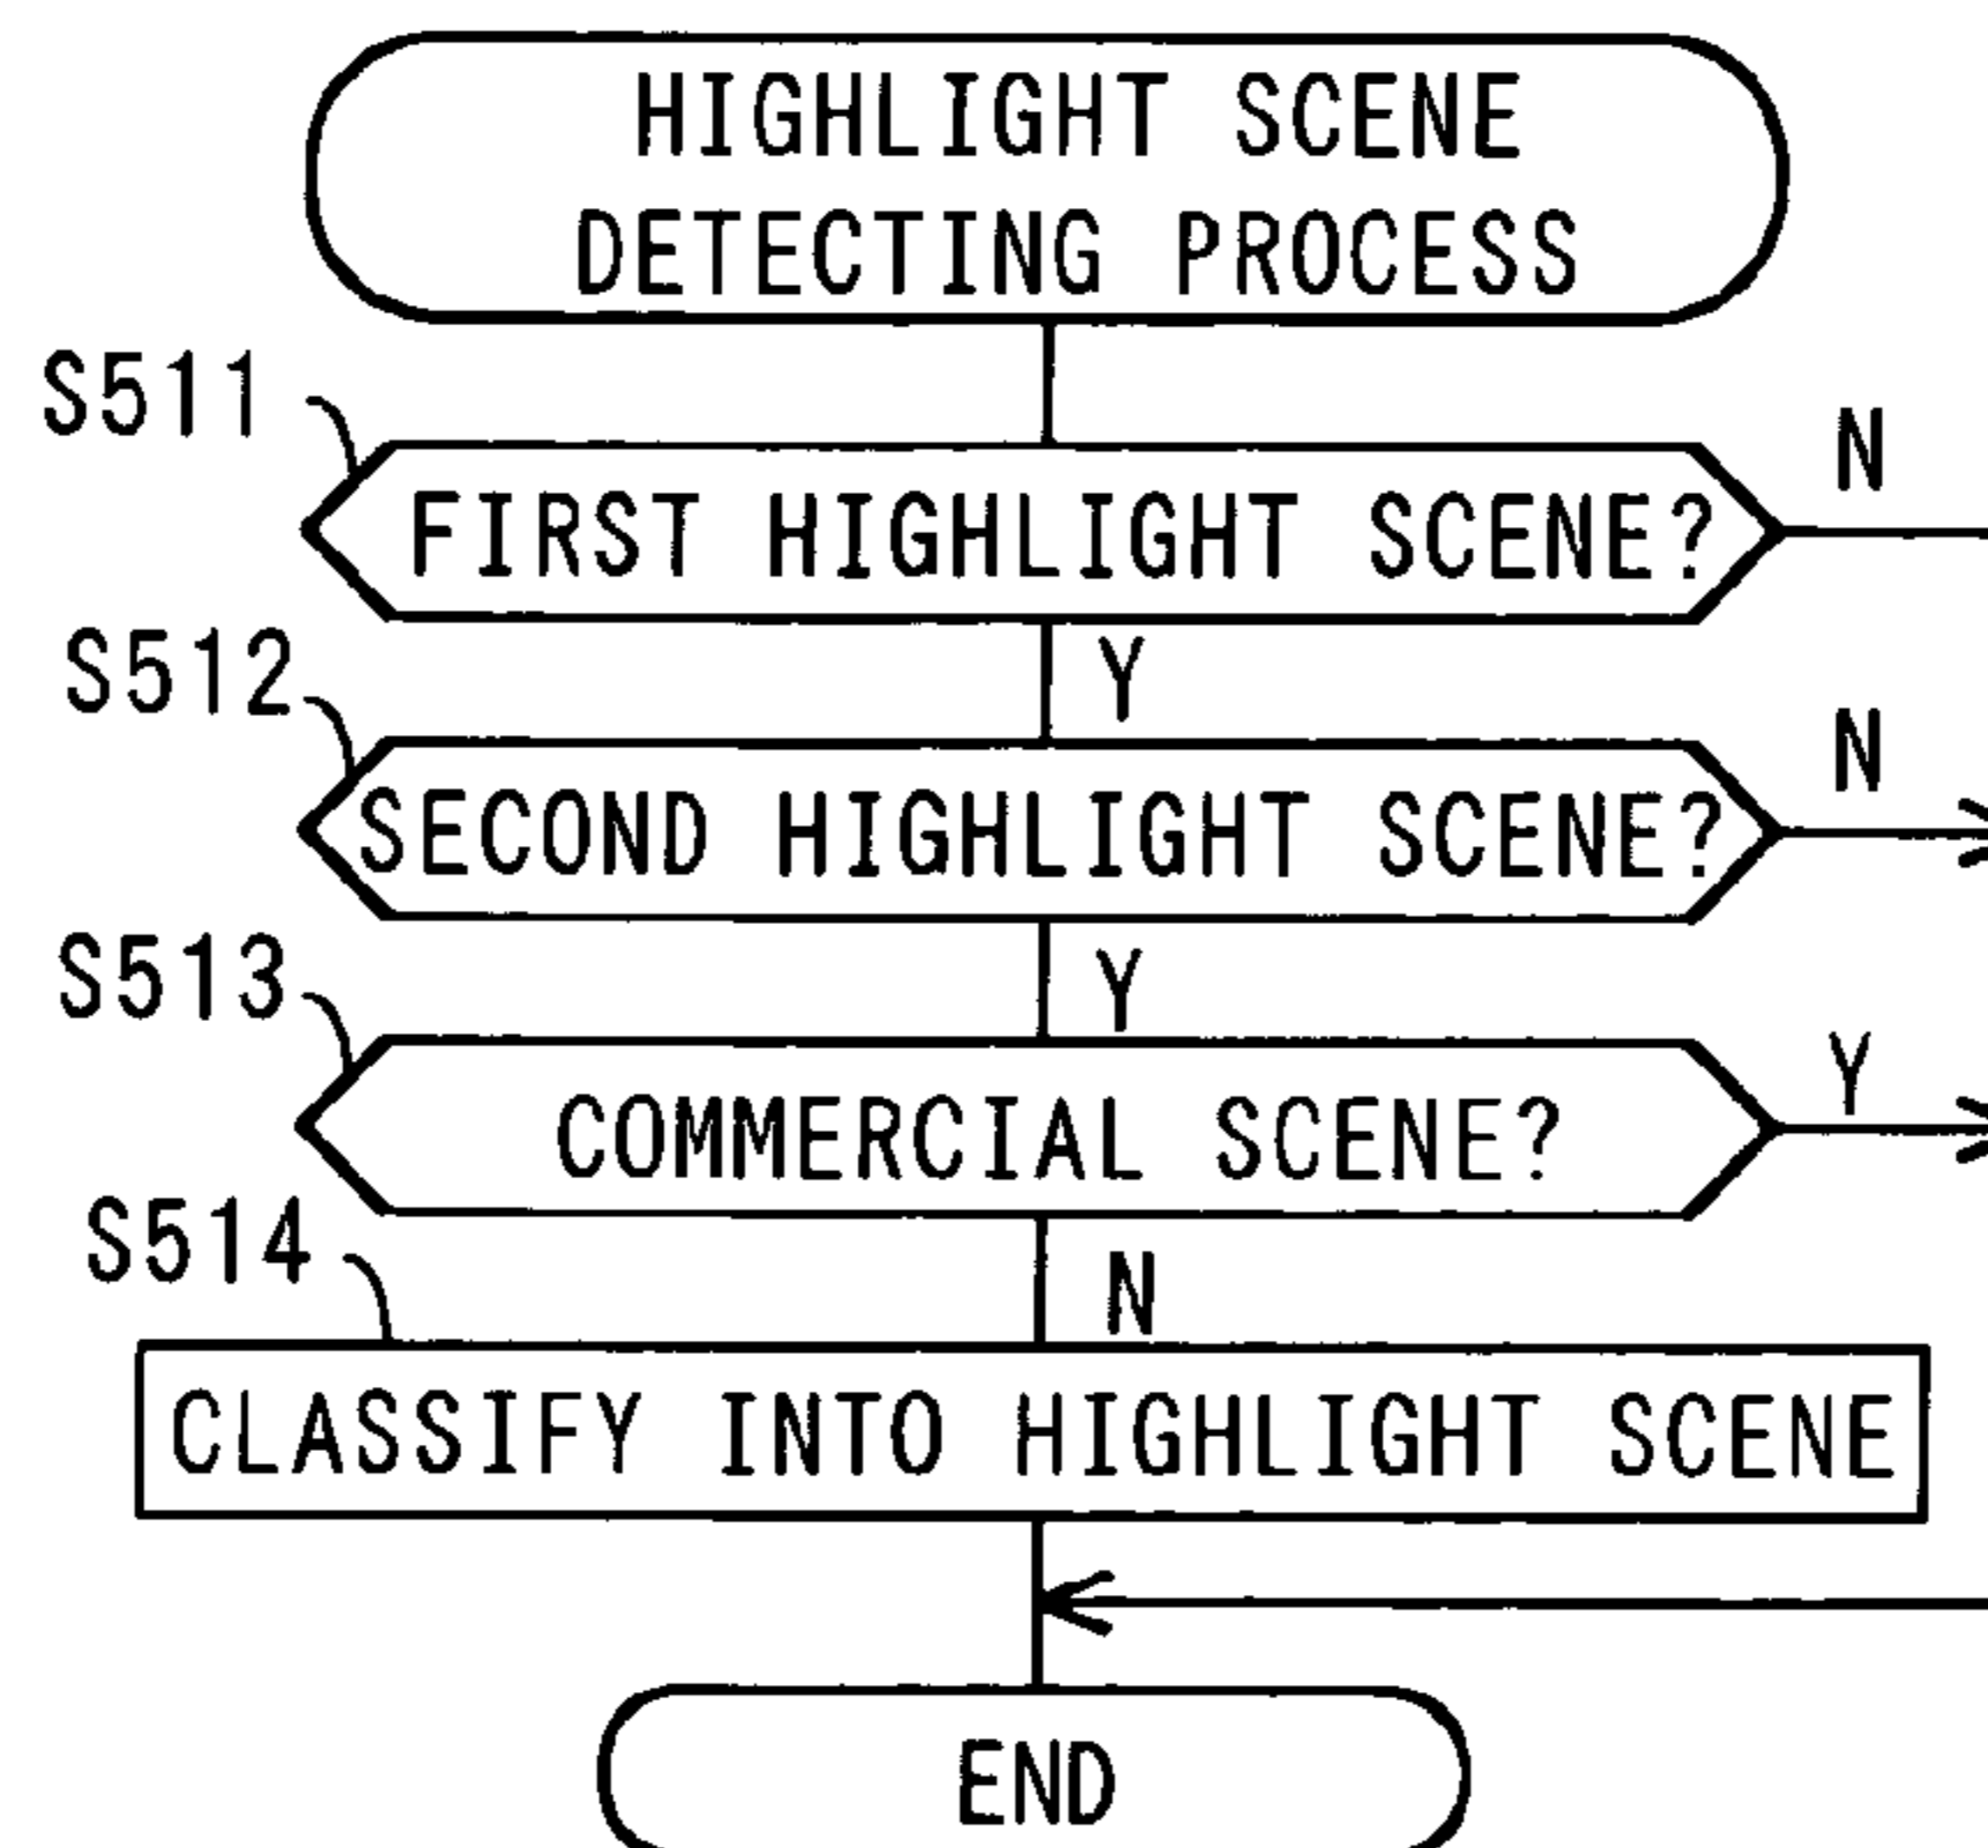 HIGHLIGHT SCENE
DETECTING PROCESS
S511
FIRST HIGHLIGHT SCENE?
N
Y
S512
SECOND HIGHLIGHT SCENE?
N
Y
S513
COMMERCIAL SCENE?
Y
N
S514
CLASSIFY INTO HIGHLIGHT SCENE
END